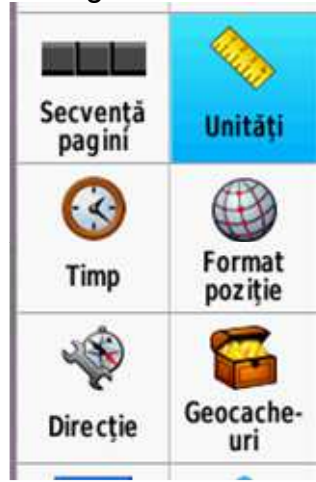 Secvență
pagini
Unități
Timp
Format
poziție
Direcție
Geocache-
uri